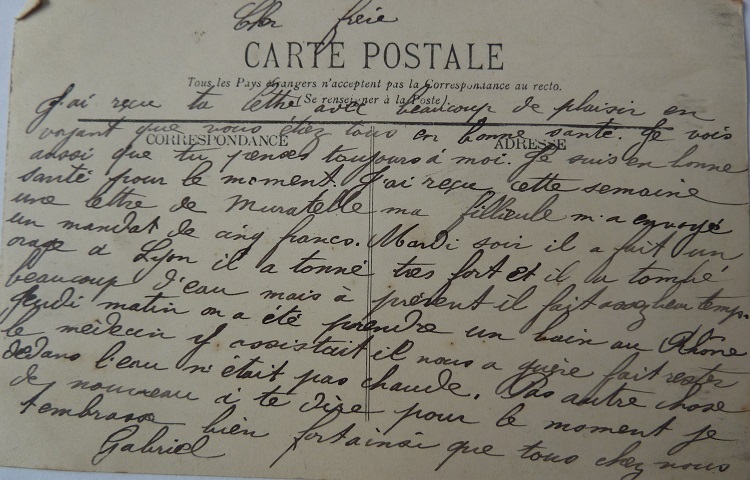 Cher frère
CARTE POSTALE
Tous les Pays étrangers n'acceptent pas la Correspondance au recto.
(Se renseigner à la Poste)
J'ai reçu ta lettre avec beaucoup de plaisir en
voyant que vous étez tous en bonne santé. Je vois
CORRESPONDANCE
ADRESSE
aussi que tu penses toujours à moi. Je suis en bonne
santé pour le moment. J'ai reçu cette semaine
une lettre de Muratelle ma fillieule m'a envoyé
un mandat de cinq francs. Mardi soir il a fait un
orage à Lyon il a tonné très fort et il a tombé
beaucoup d'eau mais à présent il fait assez beau temps.
Jeudi matin on a été prendre un bain au Rhône
le médecin y assistait il nous a guère fait rester
dedans l'eau n'était pas chaude. Pas autre chose
de nouveau à te dire pour le moment je
t'embrasse bien fort ainsi que tous chez nous
Gabriel